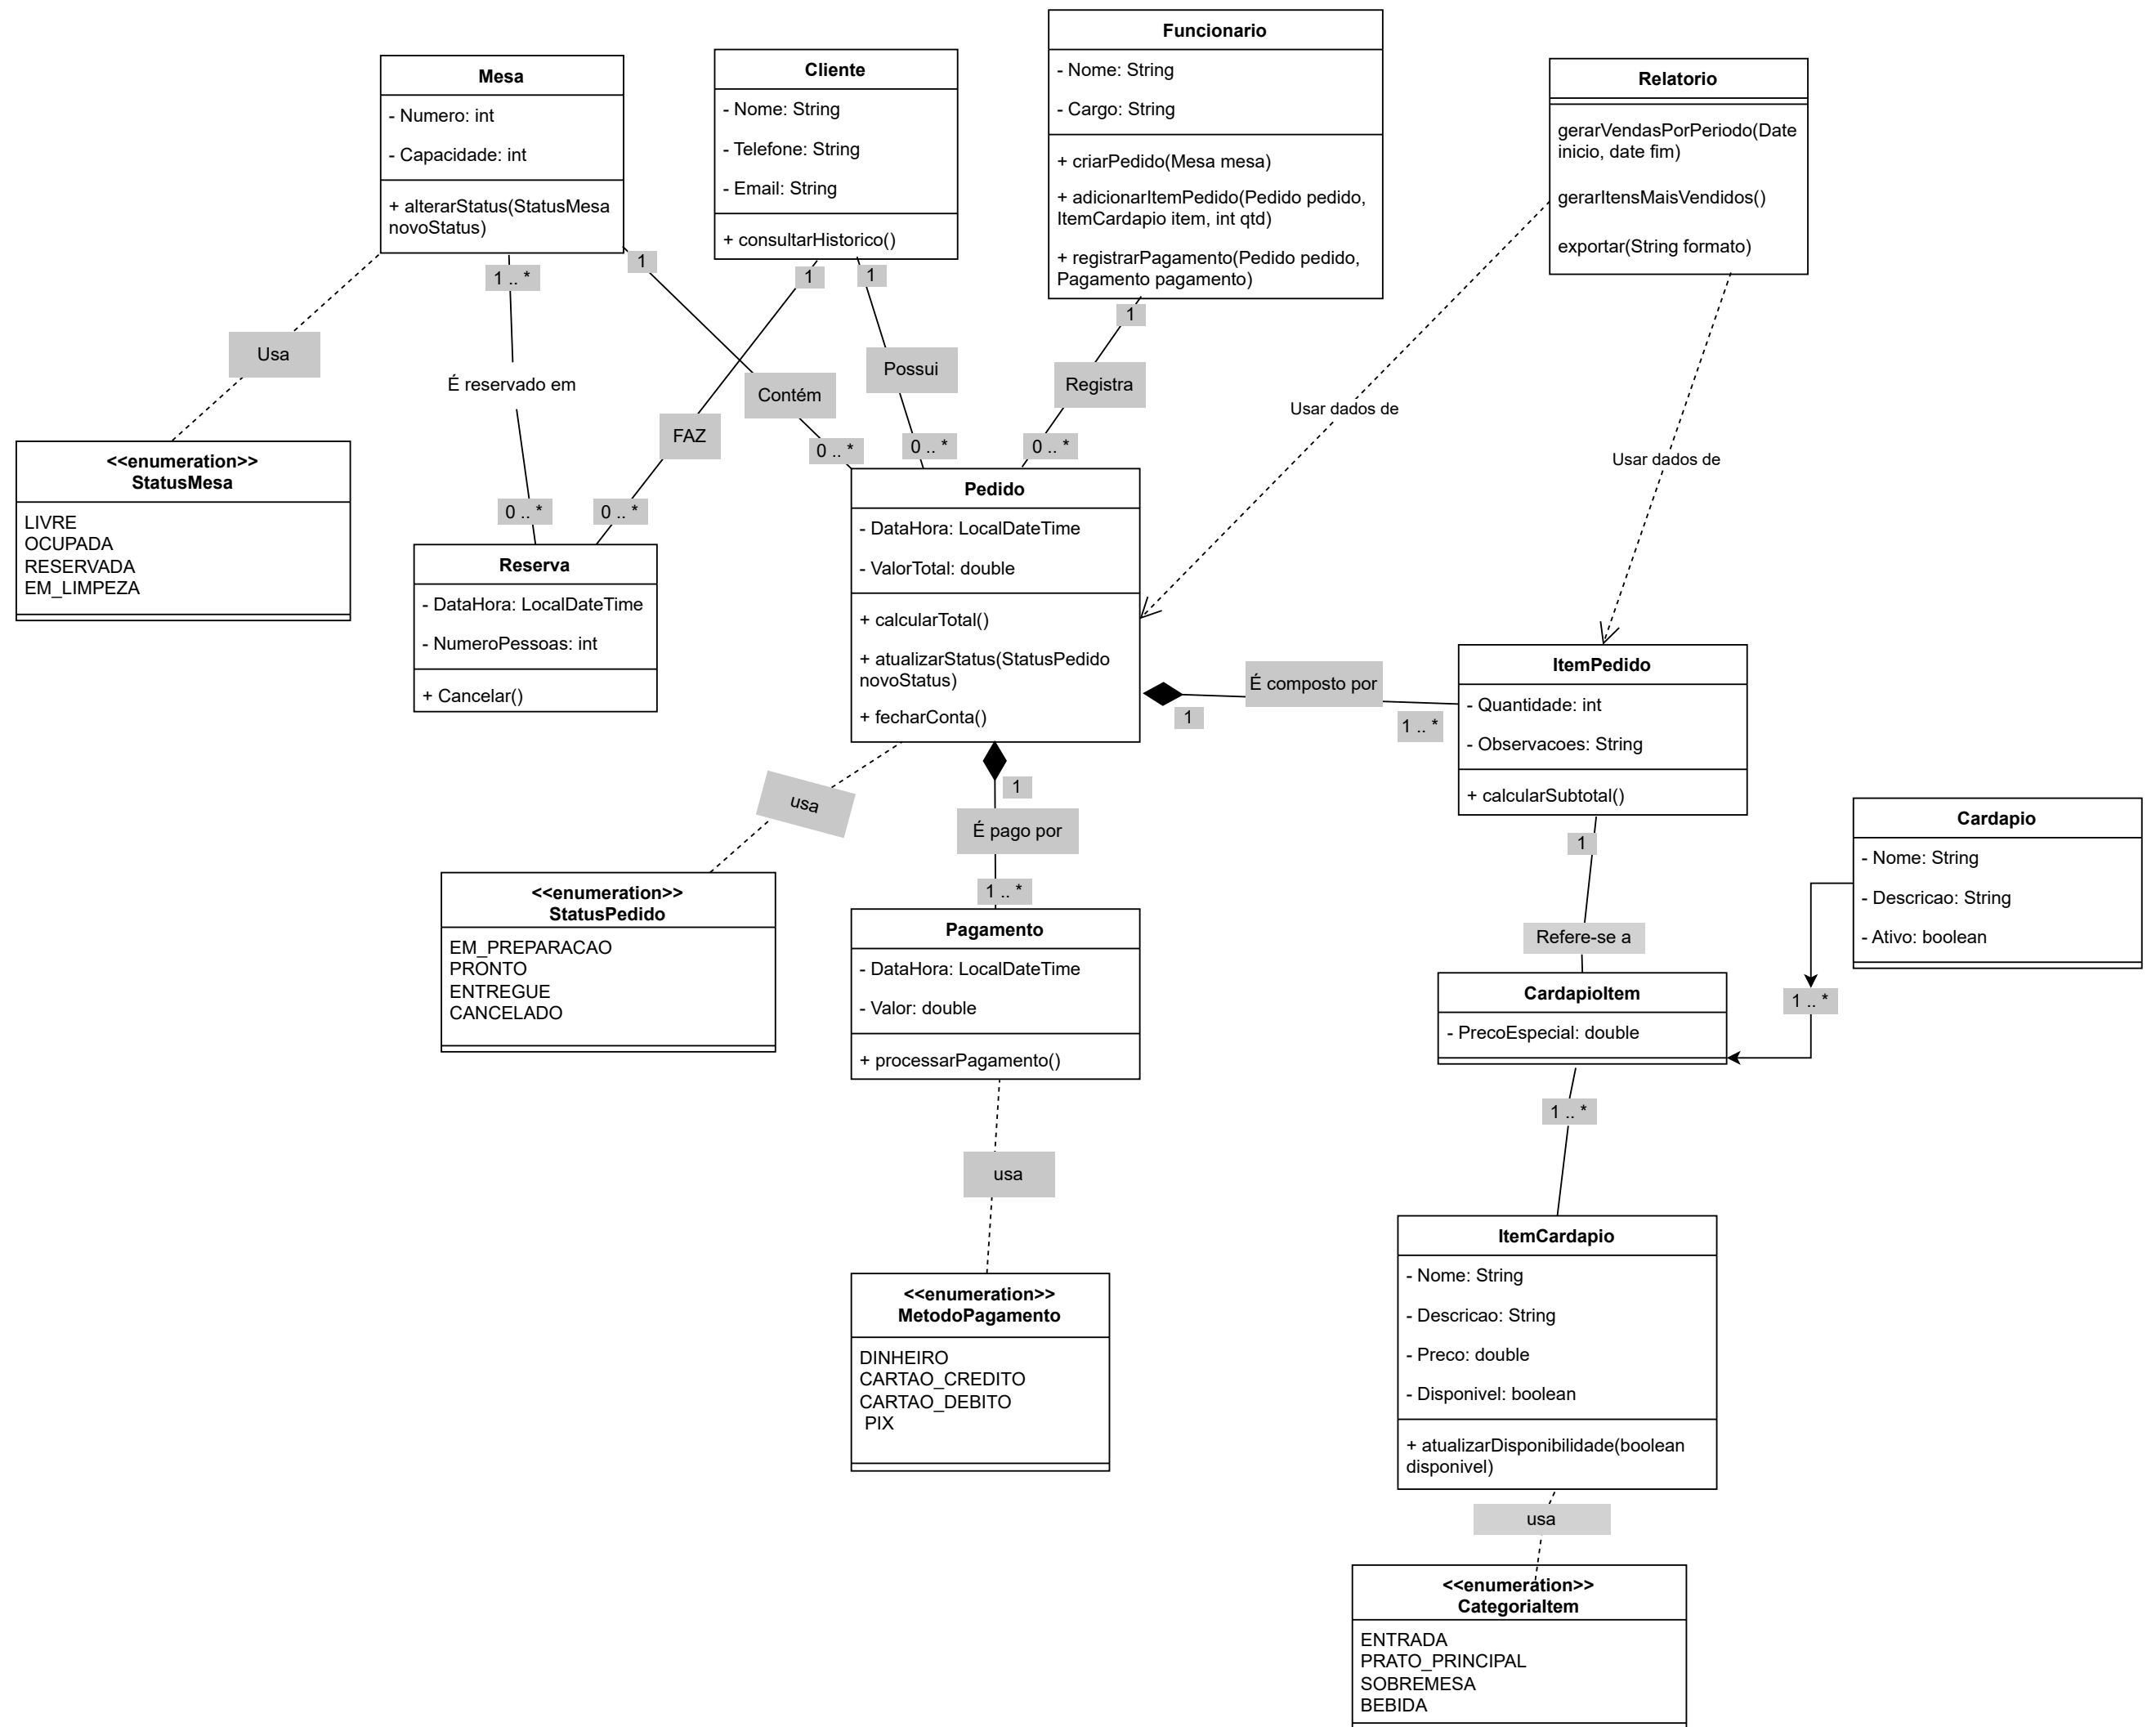 Mesa
- Numero: int
- Capacidade: int
+ alterarStatus(StatusMesa
novoStatus)
Cliente
- Nome: String
- Telefone: String
- Email: String
+ consultarHistorico()
Funcionario
- Nome: String
- Cargo: String
+ criarPedido(Mesa mesa)
+ adicionarItemPedido(Pedido pedido,
ItemCardapio item, int qtd)
+ registrarPagamento(Pedido pedido,
Pagamento pagamento)
Relatorio
gerarVendasPorPeriodo(Date
inicio, date fim)
gerarItensMaisVendidos()
exportar(String formato)
1 .. *
1
1
1
1
Usa
É reservado em
Contém
Possui
Registra
FAZ
Usar dados de
Usar dados de
0 .. *
0 .. *
0 .. *
0 .. *
0 .. *
<<enumeration>>
StatusMesa
LIVRE
OCUPADA
RESERVADA
EM_LIMPEZA
Reserva
- DataHora: LocalDateTime
- NumeroPessoas: int
+ Cancelar()
Pedido
- DataHora: LocalDateTime
- ValorTotal: double
+ calcularTotal()
+ atualizarStatus(StatusPedido
novoStatus)
+ fecharConta()
É composto por
1
1 .. *
ItemPedido
- Quantidade: int
- Observacoes: String
+ calcularSubtotal()
usa
1
É pago por
1 .. *
1
Refere-se a
Cardapio
- Nome: String
- Descricao: String
- Ativo: boolean
1 .. *
<<enumeration>>
StatusPedido
EM_PREPARACAO
PRONTO
ENTREGUE
CANCELADO
Pagamento
- DataHora: LocalDateTime
- Valor: double
+ processarPagamento()
CardapioItem
- PrecoEspecial: double
1 .. *
usa
<<enumeration>>
MetodoPagamento
DINHEIRO
CARTAO_CREDITO
CARTAO_DEBITO
PIX
ItemCardapio
- Nome: String
- Descricao: String
- Preco: double
- Disponivel: boolean
+ atualizarDisponibilidade(boolean
disponivel)
usa
<<enumeration>>
CategoriaItem
ENTRADA
PRATO_PRINCIPAL
SOBREMESA
BEBIDA